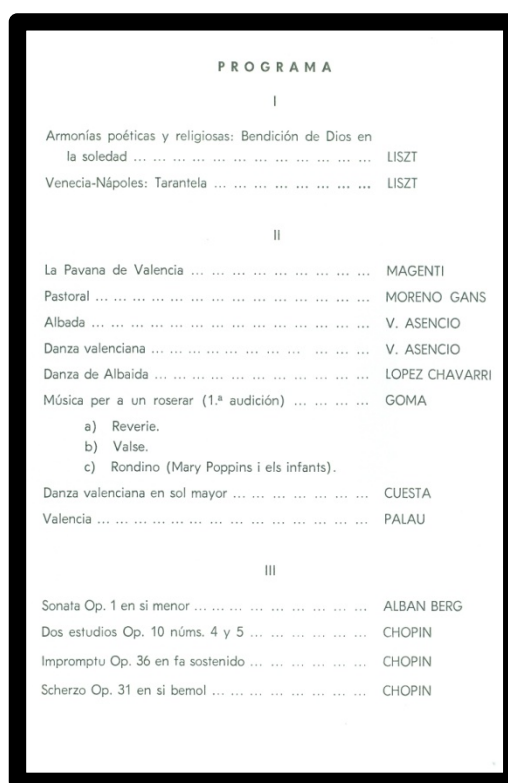 PROGRAMA
I
Armonías poéticas y religiosas: Bendición de Dios en
la soledad ... ... ... ... ... ... ... ... ... ... ... ... ... LISZT
Venecia-Nápoles: Tarantela ... ... ... ... ... ... ... ... LISZT
II
La Pavana de Valencia ... ... ... ... ... ... ... ... ... ... MAGENTI
Pastoral ... ... ... ... ... ... ... ... ... ... ... ... ... ... ... MORENO GANS
Albada ... ... ... ... ... ... ... ... ... ... ... ... ... ... ... V. ASENCIO
Danza valenciana ... ... ... ... ... ... ... ... ... ... ... ... V. ASENCIO
Danza de Albaida ... ... ... ... ... ... ... ... ... ... ... ... LOPEZ CHAVARRI
Música per a un roserar (1.ª audición) ... ... ... ... GOMA
a) Reverie.
b) Valse.
c) Rondino (Mary Poppins i els infants).
Danza valenciana en sol mayor ... ... ... ... ... ... ... CUESTA
Valencia ... ... ... ... ... ... ... ... ... ... ... ... ... ... ... PALAU
III
Sonata Op. 1 en si menor ... ... ... ... ... ... ... ... ... ALBAN BERG
Dos estudios Op. 10 núms. 4 y 5 ... ... ... ... ... ... CHOPIN
Impromptu Op. 36 en fa sostenido ... ... ... ... ... ... CHOPIN
Scherzo Op. 31 en si bemol ... ... ... ... ... ... ... ... CHOPIN